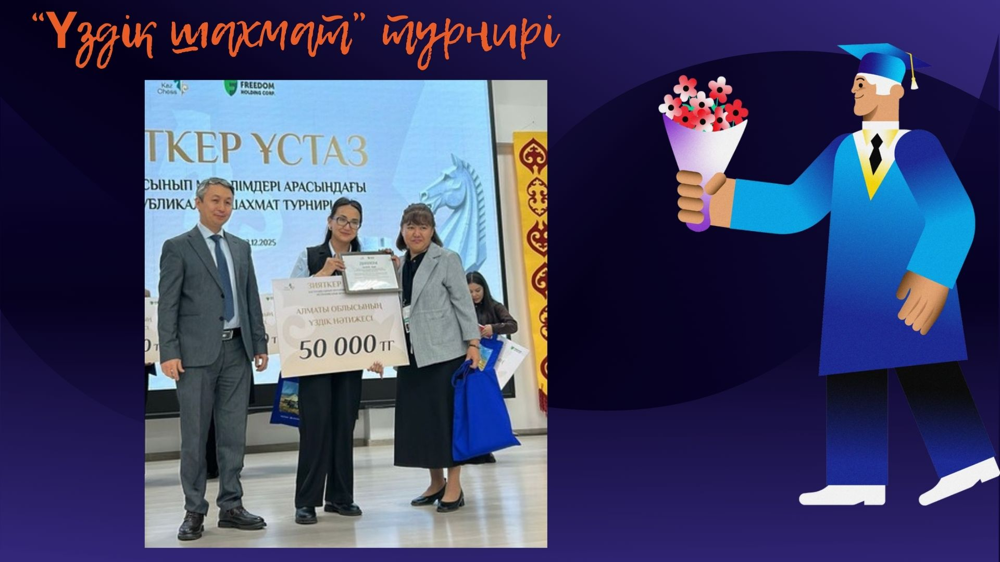 “Үздік шахмат” турнирі
Kaz
Chess
FREEDOM
HOLDING CORP.
ТКЕР ҰСТАЗ
СЫНЫП М ЛІМДЕРІ АРАСЫНДАҒЫ
УБЛИКА ШАХМАТ ТУРНИРІ
.12.2025
ДИПЛОМ
ЗИЯТКЕР
АЛМАТЫ ОБЛЫСЫНЫҢ
ҮЗДІК НӘТИЖЕСІ
50 000 ТГ